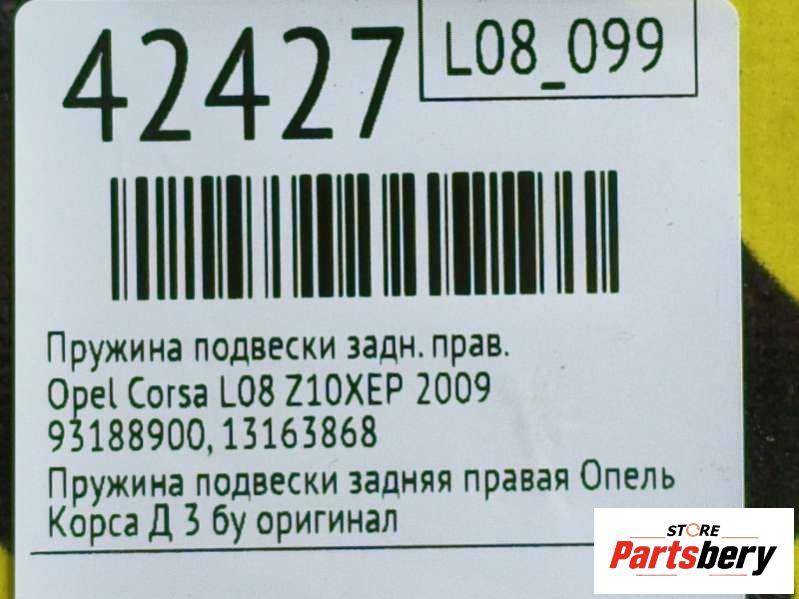 42427
L08_099
Пружина подвески задн. прав.
Opel Corsa L08 Z10XEP 2009
93188900, 13163868
Пружина подвески задняя правая Опель
Корса Д 3 бу оригинал
STORE
Partsbery